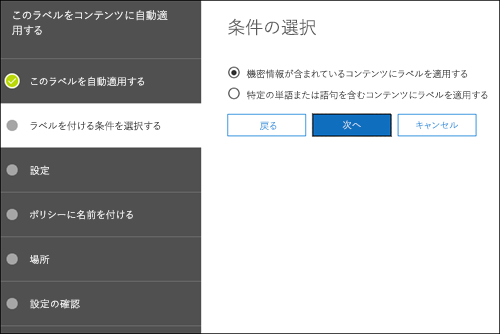 このラベルをコンテンツに自動適
用する
このラベルを自動適用する
ラベルを付ける条件を選択する
設定
ポリシーに名前を付ける
場所
設定の確認
条件の選択
機密情報が含まれているコンテンツにラベルを適用する
特定の単語または語句を含むコンテンツにラベルを適用する
戻る
次へ
キャンセル